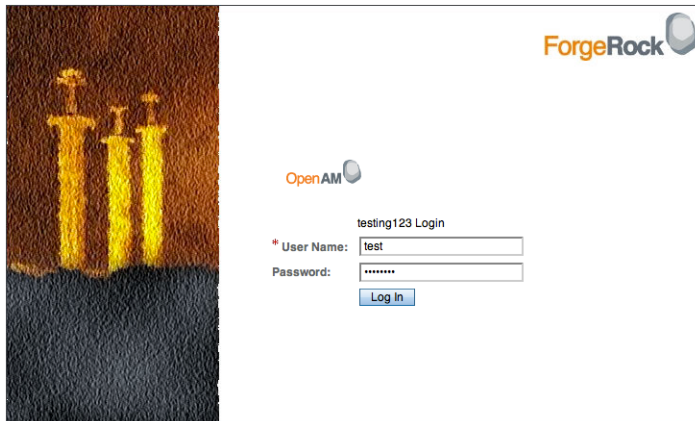 ForgeRock
OpenAM
testing123 Login
* User Name: test
Password: ••••••••
Log In